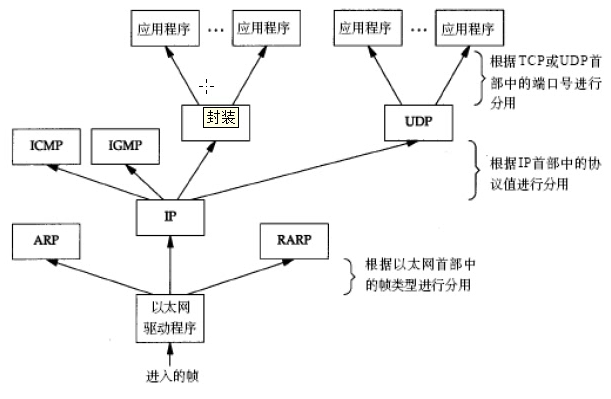 应用程序 … 应用程序 应用程序 … 应用程序
根据TCP或UDP首
部中的端口号进行
分用
封装
UDP
ICMP IGMP
根据IP首部中的协
议值进行分用
IP
ARP RARP
根据以太网首部中
的帧类型进行分用
以太网
驱动程序
进入的帧